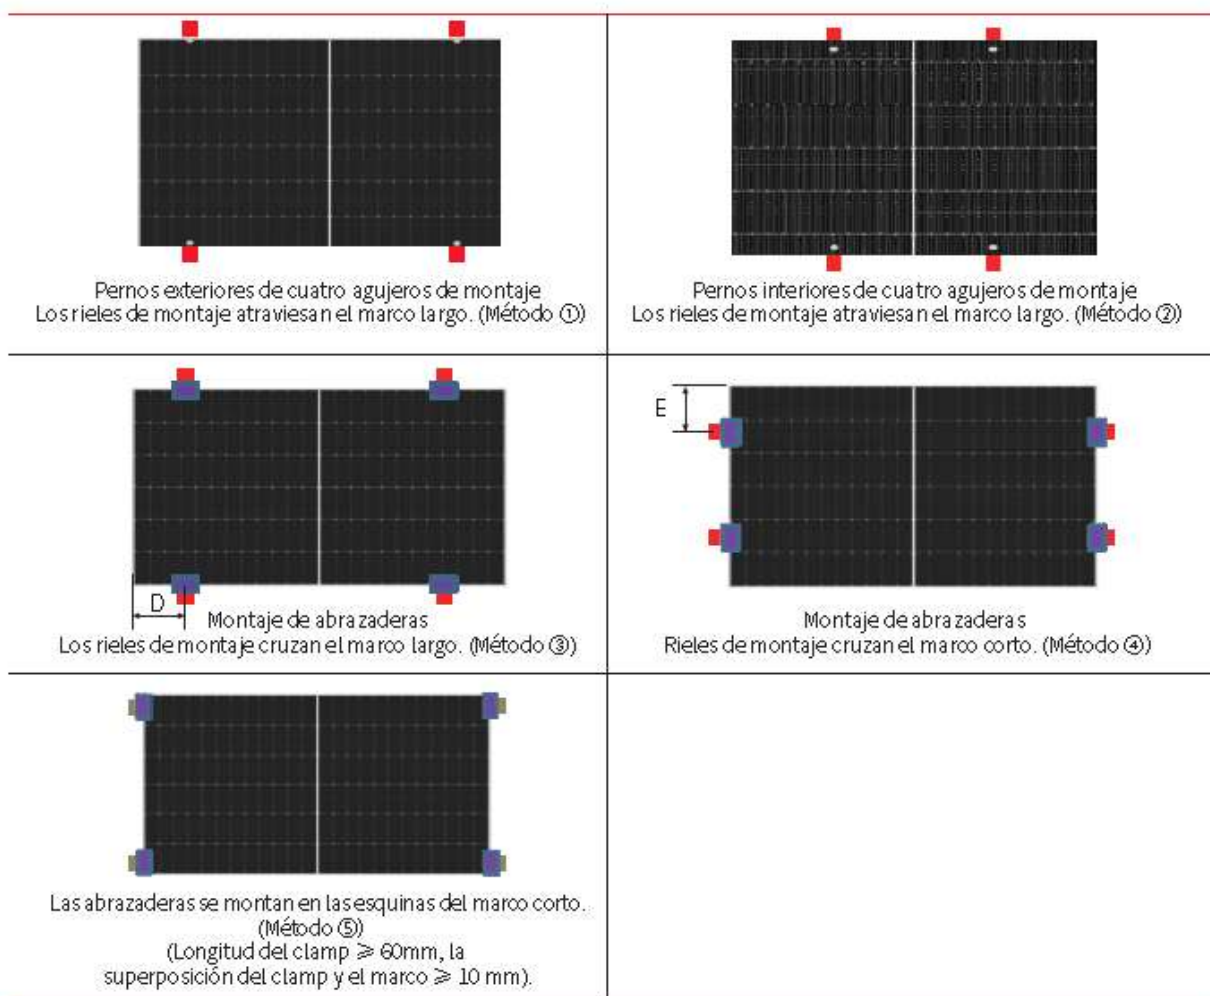 Pernos exteriores de cuatro agujeros de montaje
Los rieles de montaje atraviesan el marco largo. (Método ①)
Pernos interiores de cuatro agujeros de montaje
Los rieles de montaje atraviesan el marco largo. (Método ②)
D
Montaje de abrazaderas
Los rieles de montaje cruzan el marco largo. (Método ③)
E
Montaje de abrazaderas
Rieles de montaje cruzan el marco corto. (Método ④)
Las abrazaderas se montan en las esquinas del marco corto.
(Método ⑤)
(Longitud del clamp ⩾ 60mm, la
superposición del clamp y el marco ⩾ 10 mm).